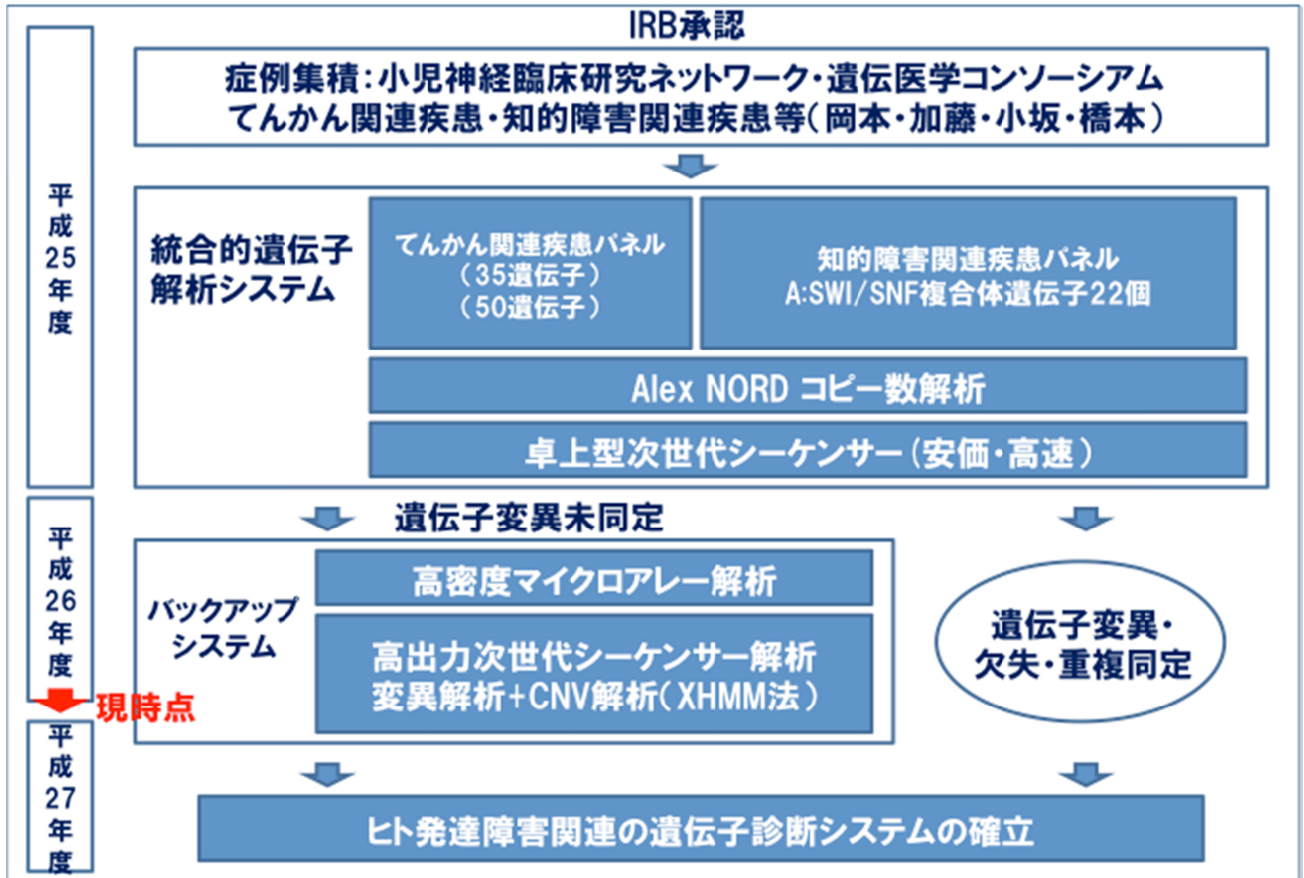 IRB承認
症例集積：小児神経臨床研究ネットワーク・遺伝医学コンソーシアム
てんかん関連疾患・知的障害関連疾患等（岡本・加藤・小坂・橋本）
平成25年度
統合的遺伝子
解析システム
てんかん関連疾患パネル
（35遺伝子）
（50遺伝子）
知的障害関連疾患パネル
A:SWI/SNF複合体遺伝子22個
Alex NORD コピー数解析
卓上型次世代シーケンサー（安価・高速）
平成26年度
遺伝子変異未同定
バックアップ
システム
高密度マイクロアレー解析
高出力次世代シーケンサー解析
変異解析+CNV解析（XHMM法）
遺伝子変異・
欠失・重複同定
現時点
平成27年度
ヒト発達障害関連の遺伝子診断システムの確立